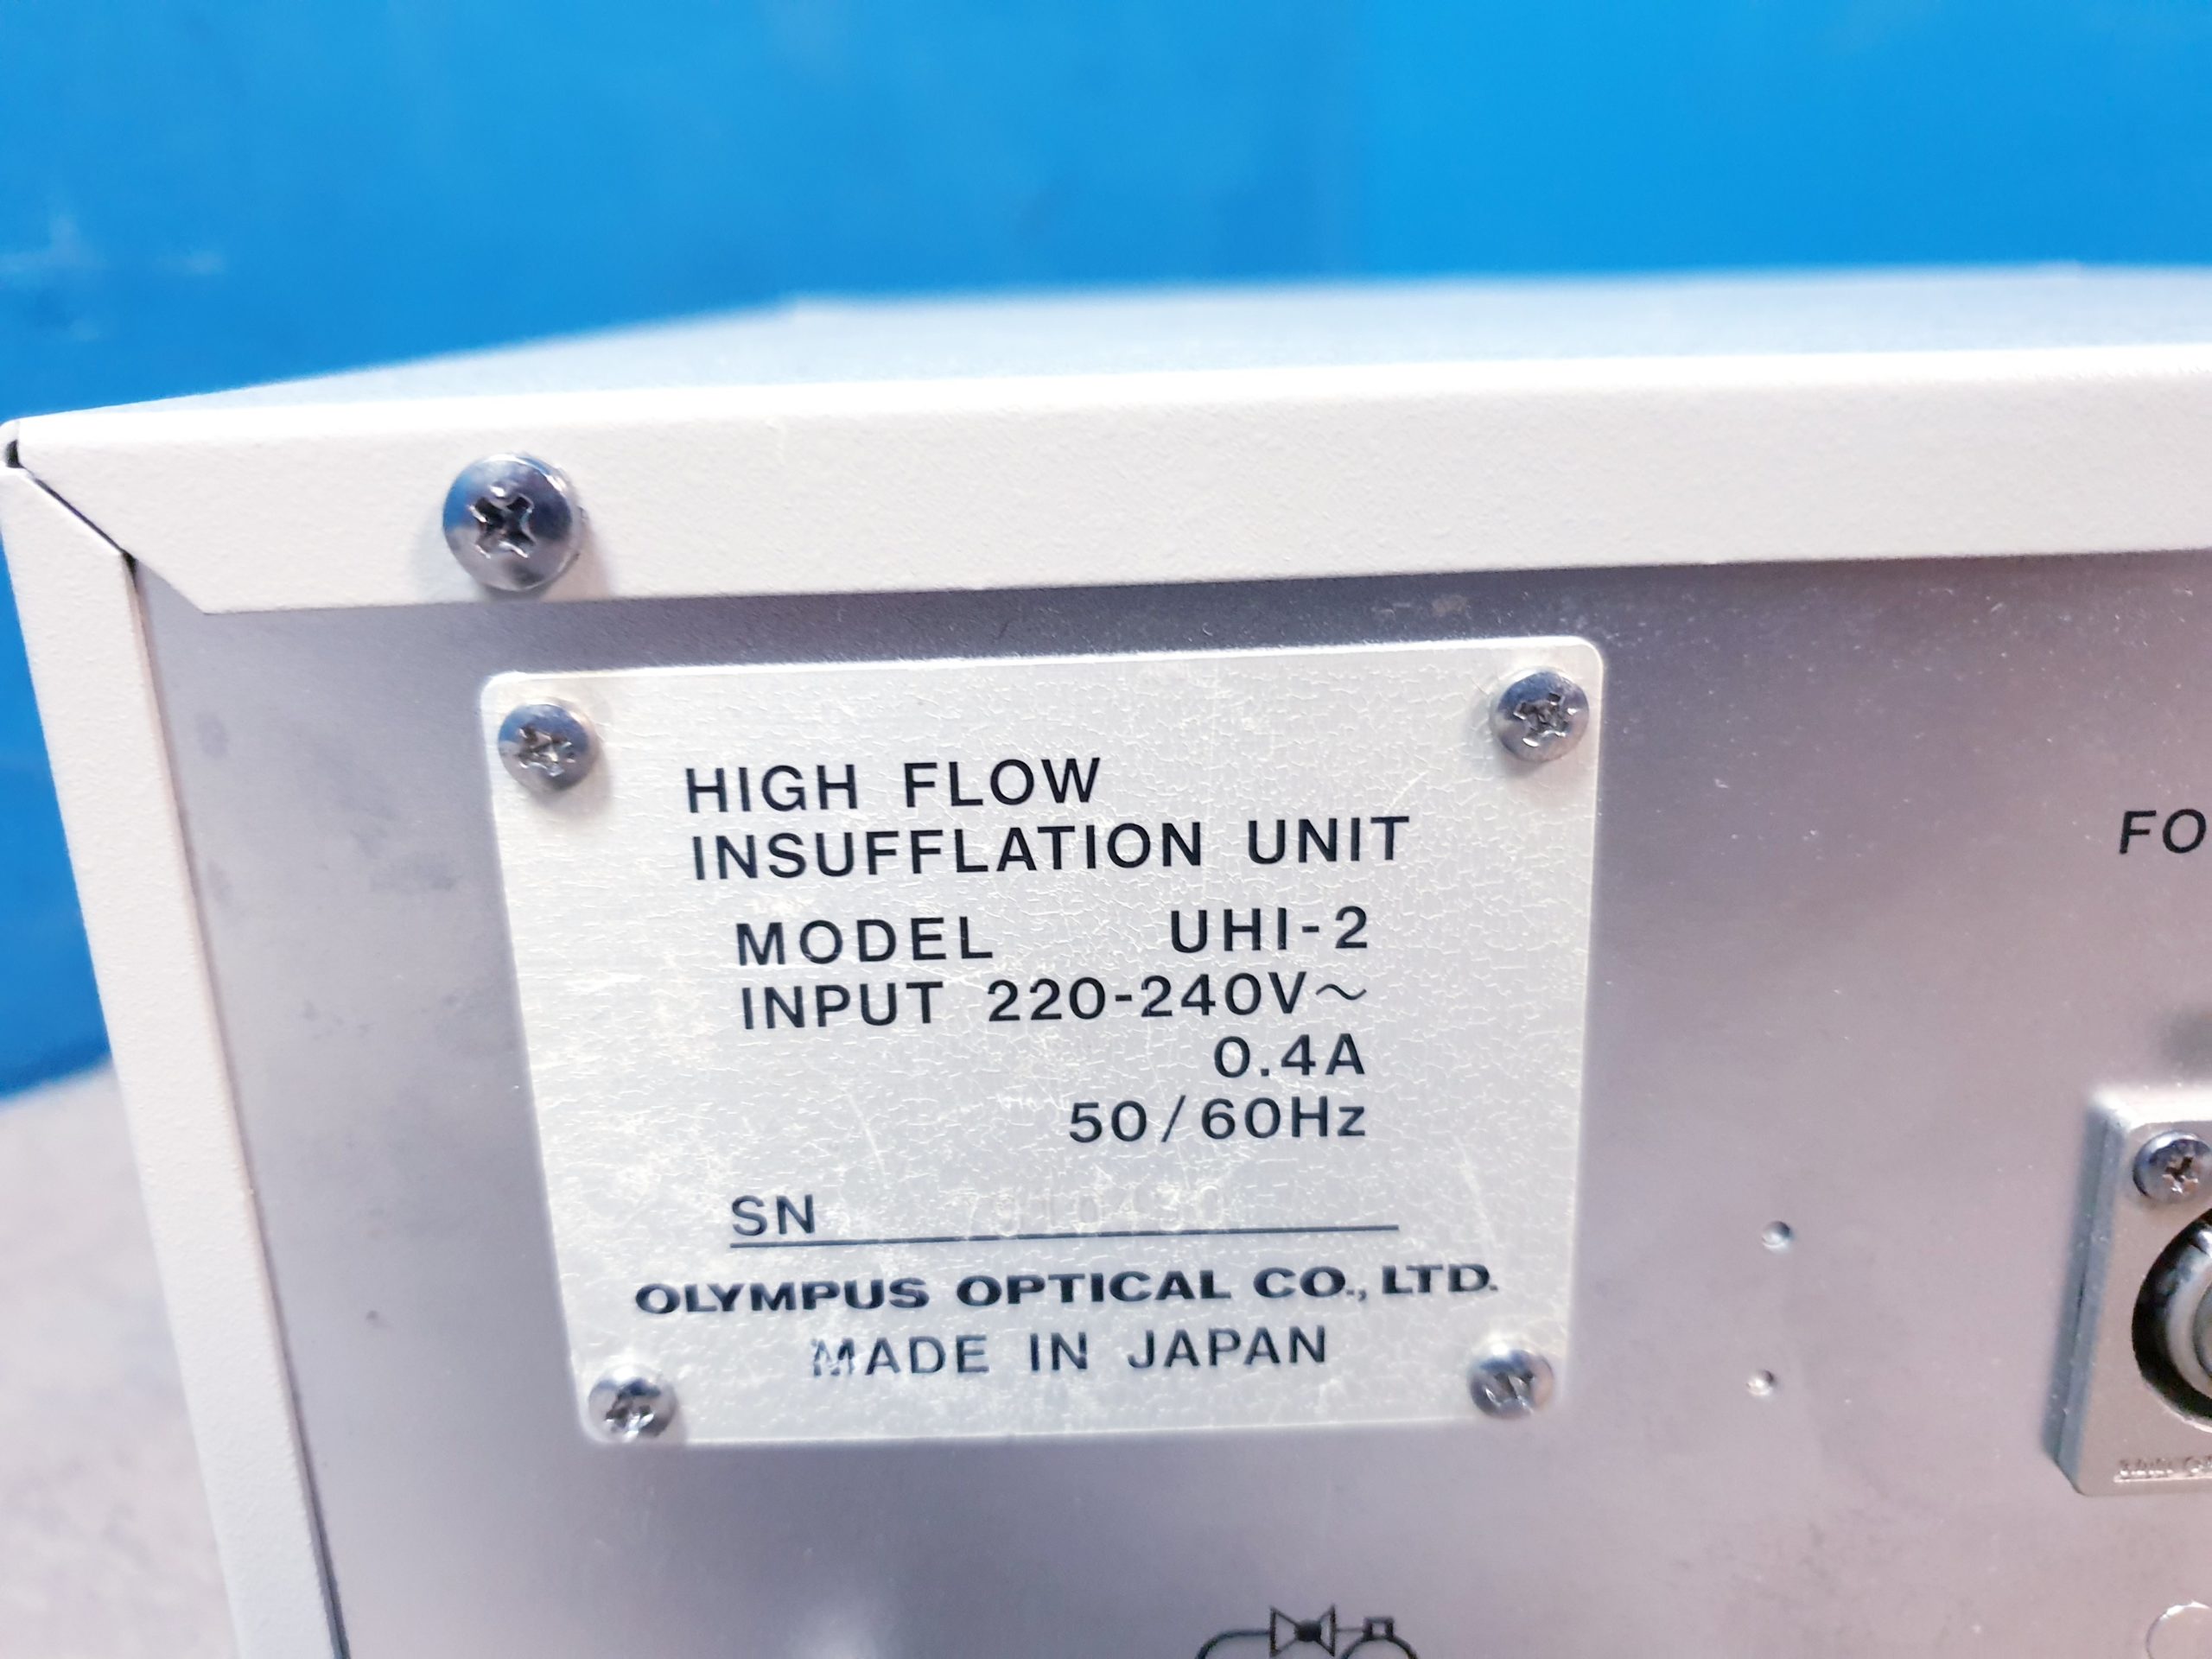 HIGH FLOW
INSUFFLATION UNIT
MODEL UHI-2
INPUT 220-240V~
0.4A
50/60Hz
SN
OLYMPUS OPTICAL CO., LTD.
MADE IN JAPAN
FO